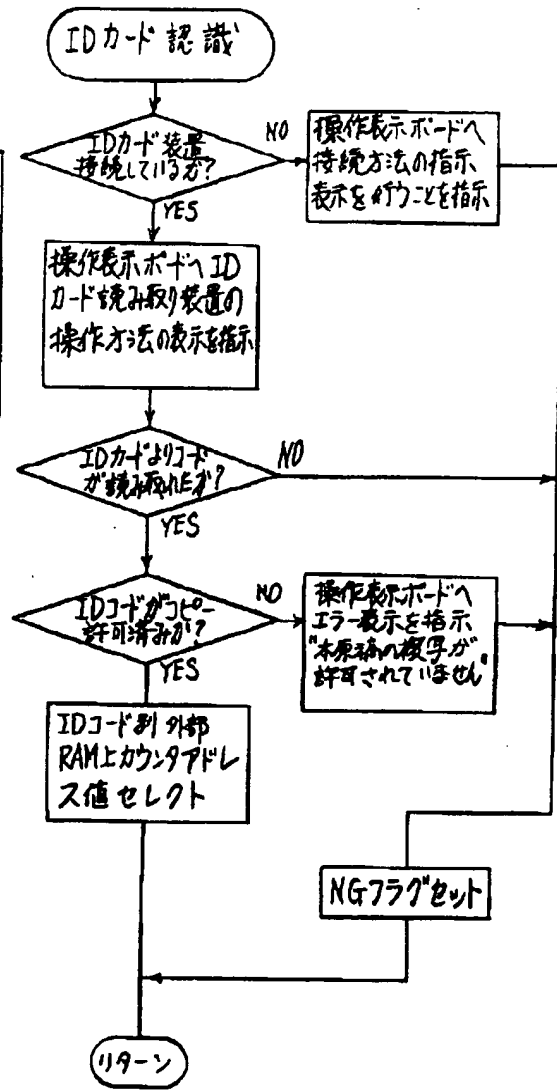 IDカード 認識
IDカード装置
接続しているか?
NO
操作表示ボードへ
接続方法の指示
表示を行うことを指示
YES
操作表示ボードへID
カード読み取り装置の
操作方法の表示を指示
IDカードよりコード
が読み取れたか?
NO
YES
IDコードがコピー
許可済みか?
NO
操作表示ボードへ
エラー表示を指示
"本原稿の複写が
許可されていません"
YES
IDコード別 外部
RAM上カウンタアドレ
ス値 セレクト
NGフラグセット
リターン